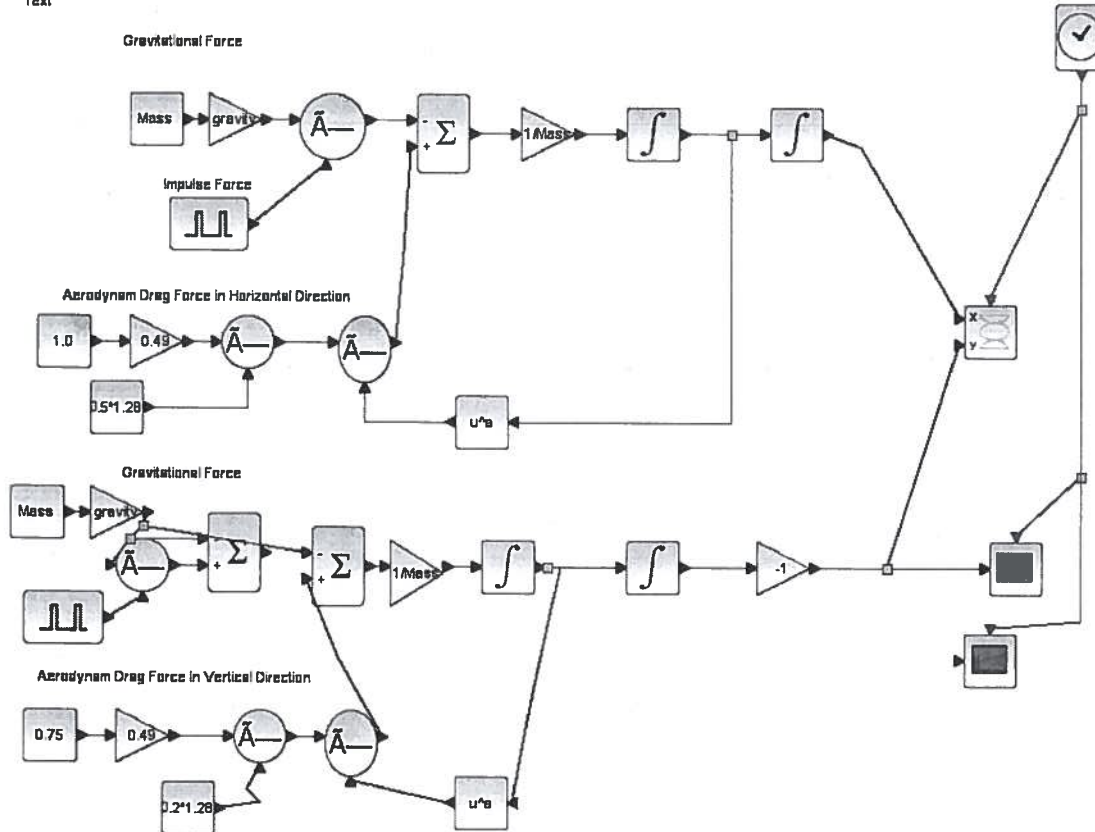 Text
Gravitational Force
Mass
gravity
Ã—
-
+
Σ
1/Mass
∫
∫
Impulse Force
Aerodynam Drag Force in Horizontal Direction
1.0
0.49
Ã—
Ã—
x
y
0.5*1.28
u^a
Gravitational Force
Mass
gravity
Ã—
+
Σ
-
+
Σ
1/Mass
∫
∫
-1
Aerodynam Drag Force in Vertical Direction
0.75
0.49
Ã—
Ã—
0.2*1.28
u^a